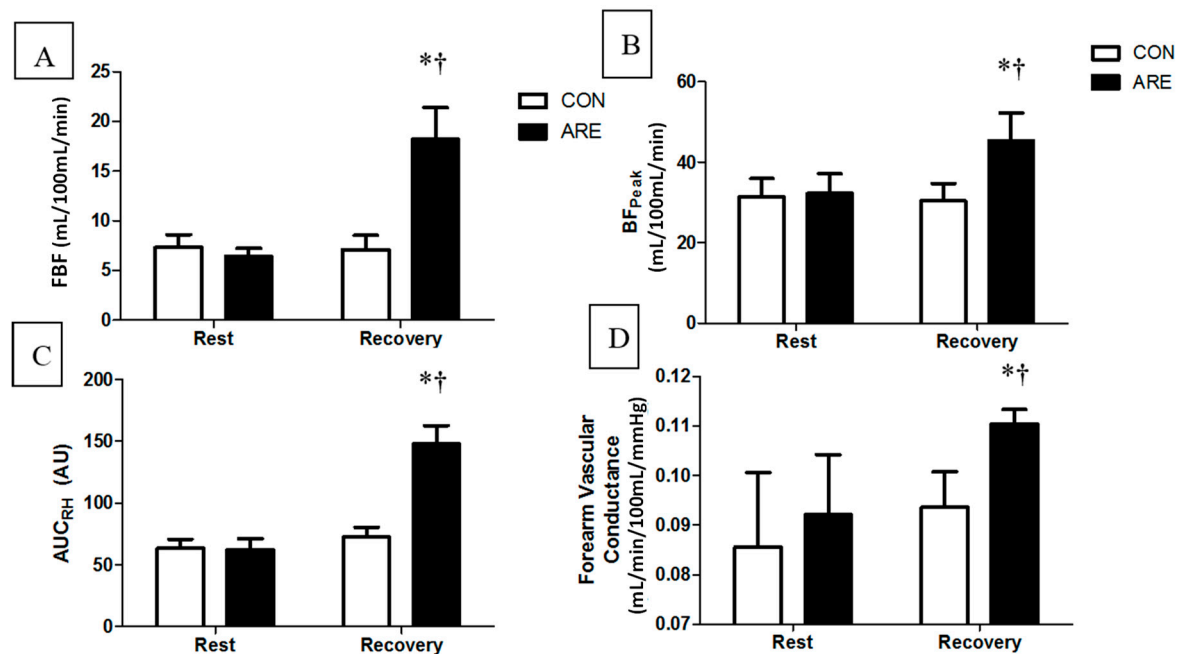 A
FBF (mL/100mL/min)
25
20
15
10
5
0
*†
Rest
Recovery
CON
ARE
B
BF_Peak
(mL/100mL/min)
60
40
20
0
*†
Rest
Recovery
CON
ARE
C
AUC_RH (AU)
200
150
100
50
0
*†
Rest
Recovery
D
Forearm Vascular
Conductance
(mL/min/100mL/mmHg)
0.12
0.11
0.10
0.09
0.08
0.07
*†
Rest
Recovery